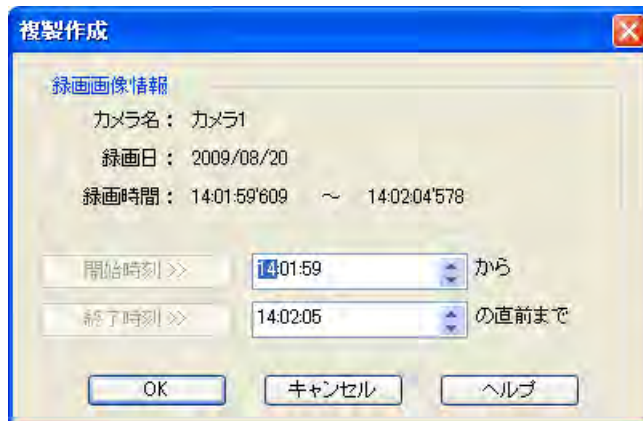 複製作成
録画画像情報
カメラ名： カメラ1
録画日： 2009/08/20
録画時間： 14:01:59'609 ～ 14:02:04'578
開始時刻 >> 14:01:59 から
終了時刻 >> 14:02:05 の直前まで
OK キャンセル ヘルプ